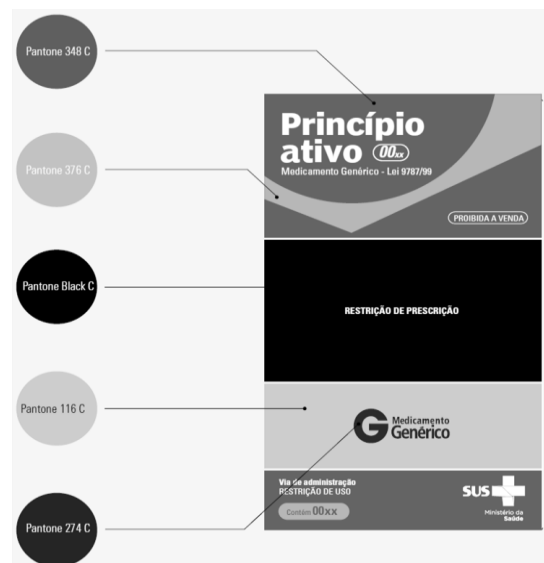 Pantone 348 C
Pantone 376 C
Pantone Black C
Pantone 116 C
Pantone 274 C
Princípio
ativo 00xx
Medicamento Genérico - Lei 9787/99
PROIBIDA A VENDA
RESTRIÇÃO DE PRESCRIÇÃO
G Medicamento
Genérico
Via de administração
RESTRIÇÃO DE USO
Contém 00xx
SUS
Ministério da
Saúde